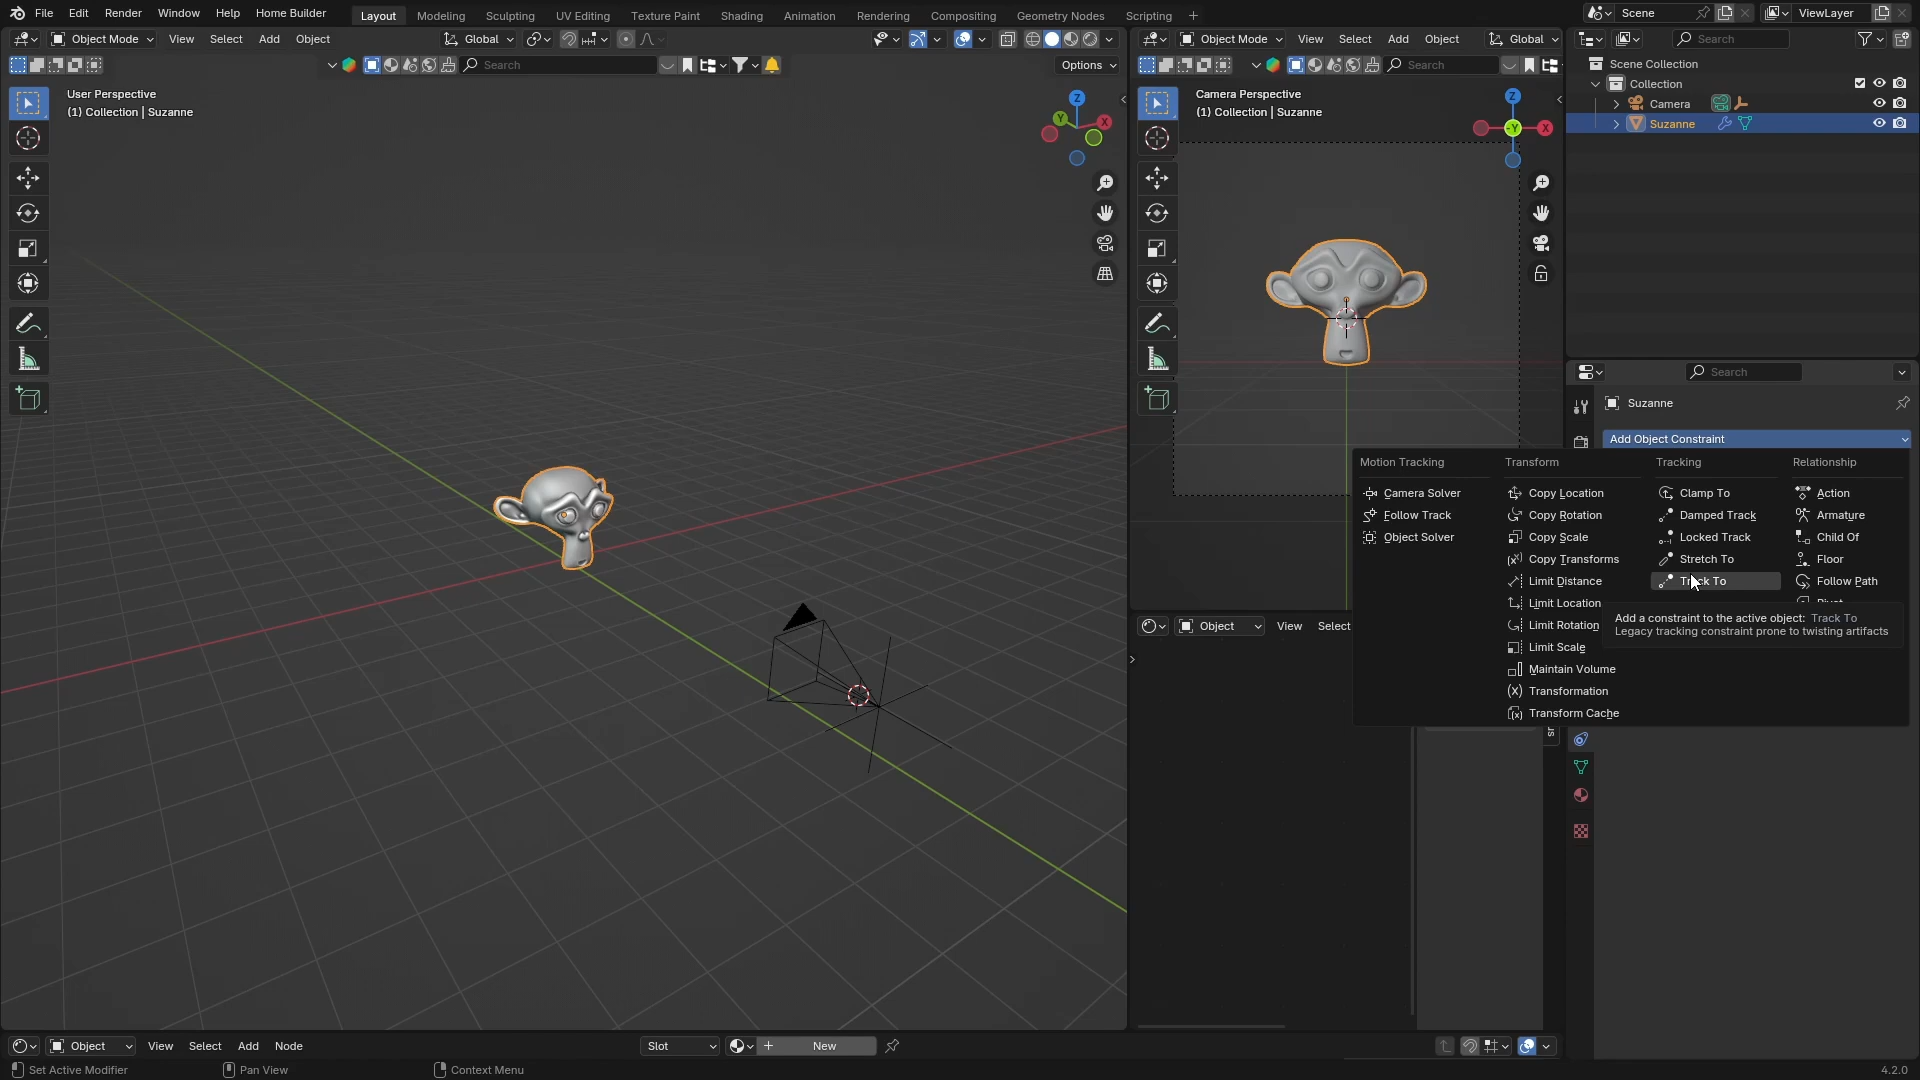 File Edit Render Window Help Home Builder Layout Modeling Sculpting UV Editing Texture Paint Shading Animation Rendering Compositing Geometry Nodes Scripting + Scene ViewLayer
Object Mode View Select Add Object Global Object Mode View Select Add Object Global Search
Search Options Search
User Perspective
(1) Collection | Suzanne
Z
Y
X
Camera Perspective
(1) Collection | Suzanne
Z
-Y
X
Scene Collection
Collection
Camera
Suzanne
Search
Suzanne
Add Object Constraint
Motion Tracking Transform Tracking Relationship
Camera Solver Copy Location Clamp To Action
Follow Track Copy Rotation Damped Track Armature
Object Solver Copy Scale Locked Track Child Of
Copy Transforms Stretch To Floor
Limit Distance Track To Follow Path
Limit Location
Limit Rotation
Limit Scale
Maintain Volume
Transformation
Transform Cache
Add a constraint to the active object: Track To
Legacy tracking constraint prone to twisting artifacts
Object View Select
Object View Select Add Node Slot New
Set Active Modifier Pan View Context Menu 4.2.0